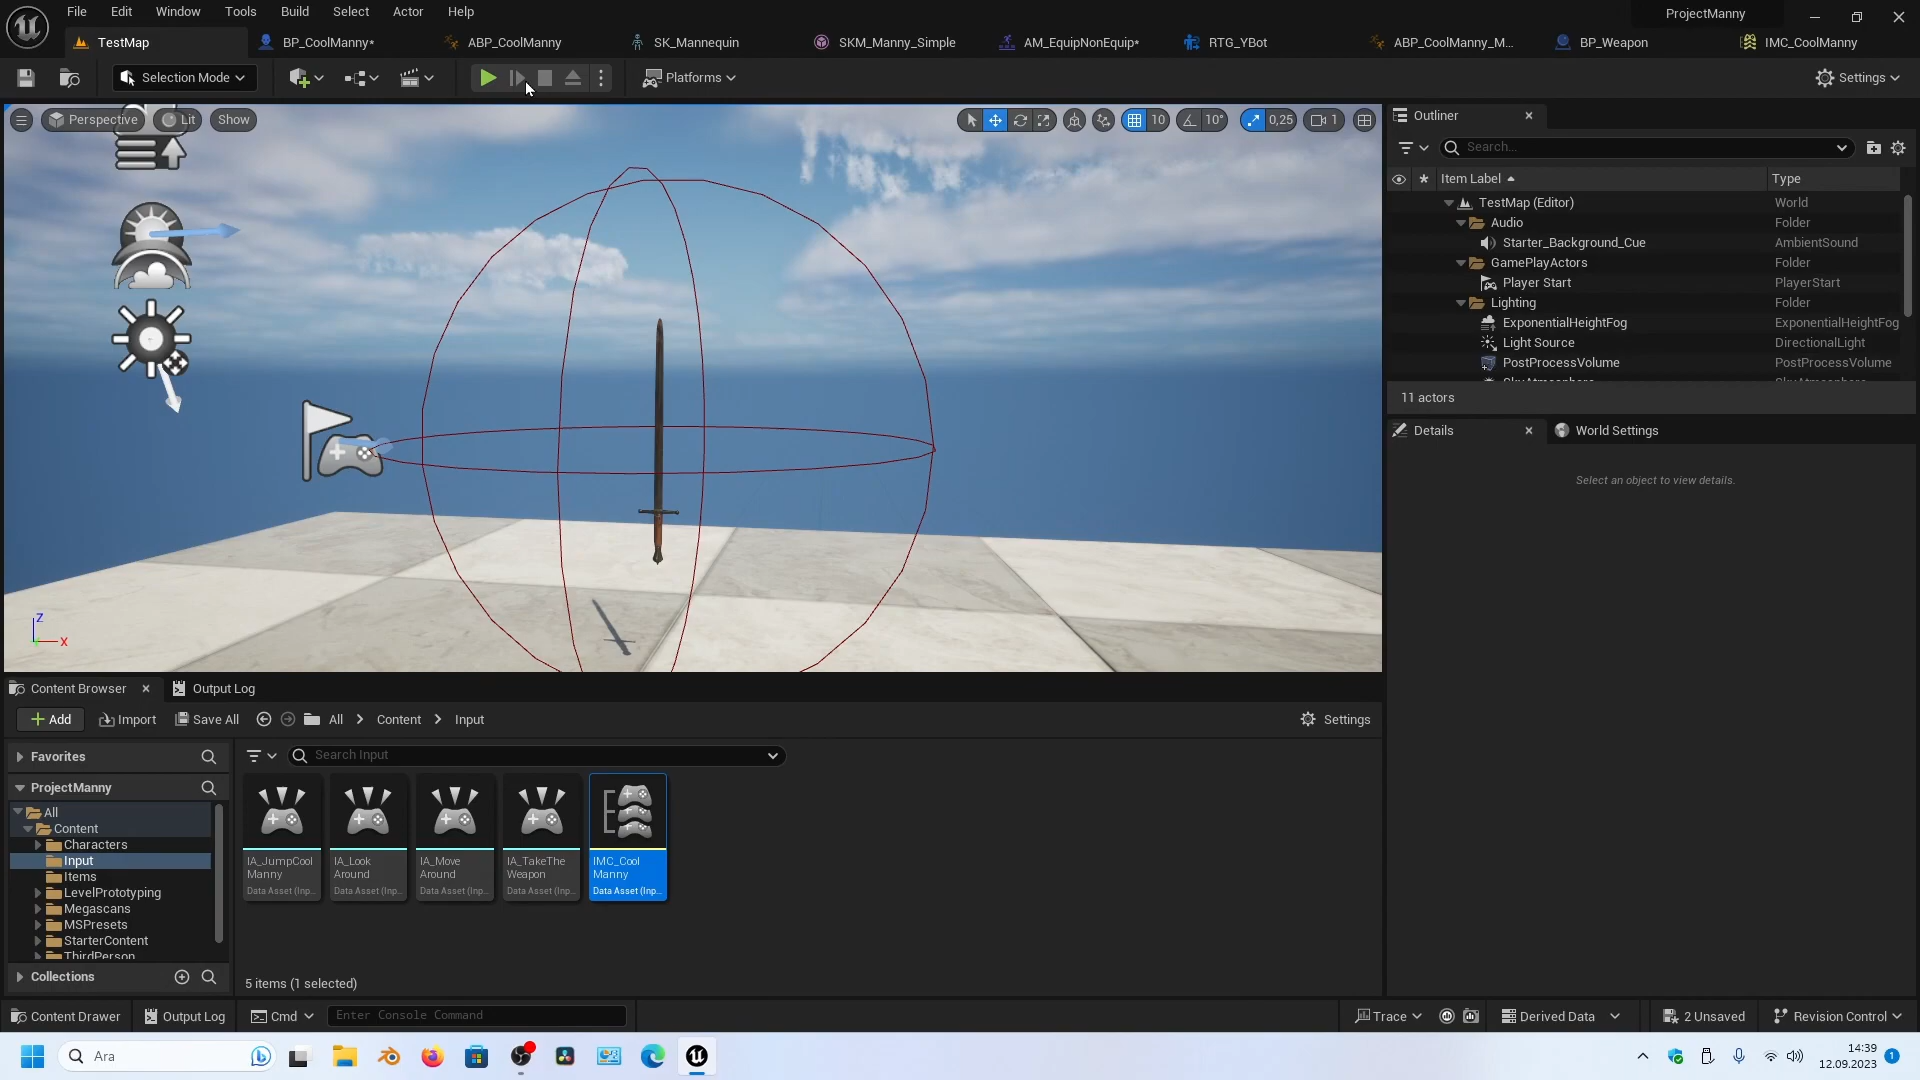 File Edit Window Tools Build Select Actor Help
ProjectManny
TestMap BP_CoolManny* ABP_CoolManny SK_Mannequin SKM_Manny_Simple AM_EquipNonEquip* RTG_YBot ABP_CoolManny_M... BP_Weapon IMC_CoolManny
Selection Mode Platforms Settings
Perspective Lit Show 10 10° 0,25 1
Z
X
Outliner
Search...
Item Label Type
TestMap (Editor) World
Audio Folder
Starter_Background_Cue AmbientSound
GamePlayActors Folder
Player Start PlayerStart
Lighting Folder
ExponentialHeightFog ExponentialHeightFog
Light Source DirectionalLight
PostProcessVolume PostProcessVolume
11 actors
Details World Settings
Select an object to view details.
Content Browser Output Log
Add Import Save All All Content Input Settings
Favorites
Search Input
ProjectManny
All
Content
Characters
Input
Items
LevelPrototyping
Megascans
MSPresets
StarterContent
ThirdPerson
Collections
IA_JumpCool
Manny
Data Asset (Inp...
IA_Look
Around
Data Asset (Inp...
IA_Move
Around
Data Asset (Inp...
IA_TakeThe
Weapon
Data Asset (Inp...
IMC_Cool
Manny
Data Asset (Inp...
5 items (1 selected)
Content Drawer Output Log Cmd Enter Console Command Trace Derived Data 2 Unsaved Revision Control
Ara
14:39
12.09.2023
1